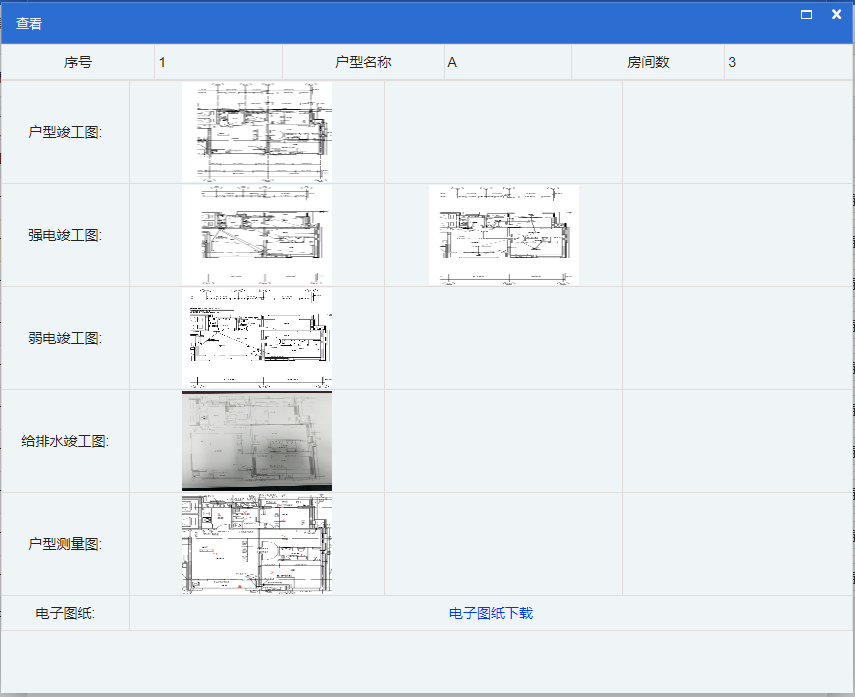 查看
序号 1 户型名称 A 房间数 3
户型竣工图:
强电竣工图:
弱电竣工图:
给排水竣工图:
户型测量图:
电子图纸: 电子图纸下载